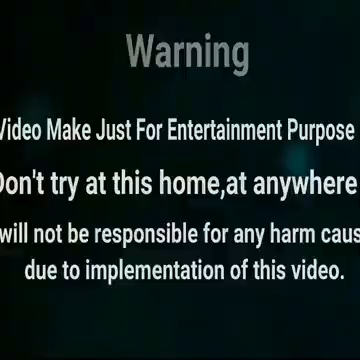 Warning
Video Make Just For Entertainment Purpose
Don't try at this home,at anywhere
will not be responsible for any harm caus
due to implementation of this video.